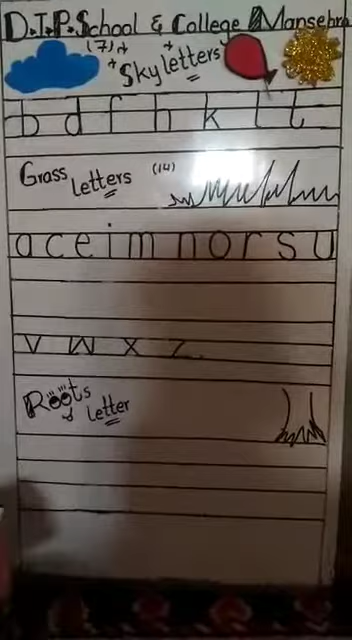 D.J.P.School & College Mansehra
(7)
Sky letters
b d f h k l t
Grass letters (14)
a c e i m n o r s u
v w x z.
Roots letter